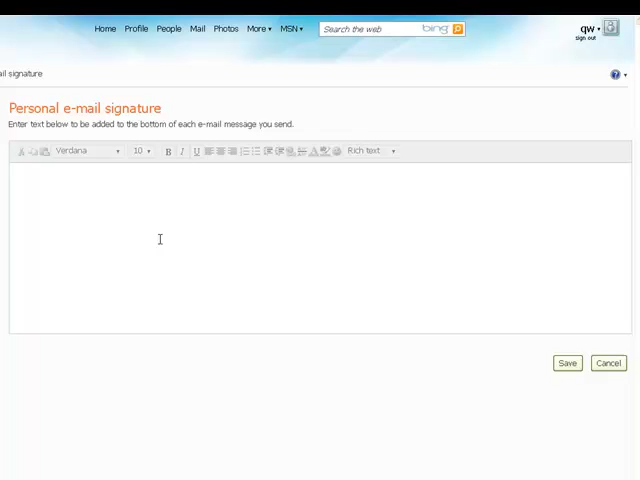 Home Profile People Mail Photos More MSN Search the web bing qw
sign out
ail signature
Personal e-mail signature
Enter text below to be added to the bottom of each e-mail message you send.
Verdana 10 B I U Rich text
Save Cancel